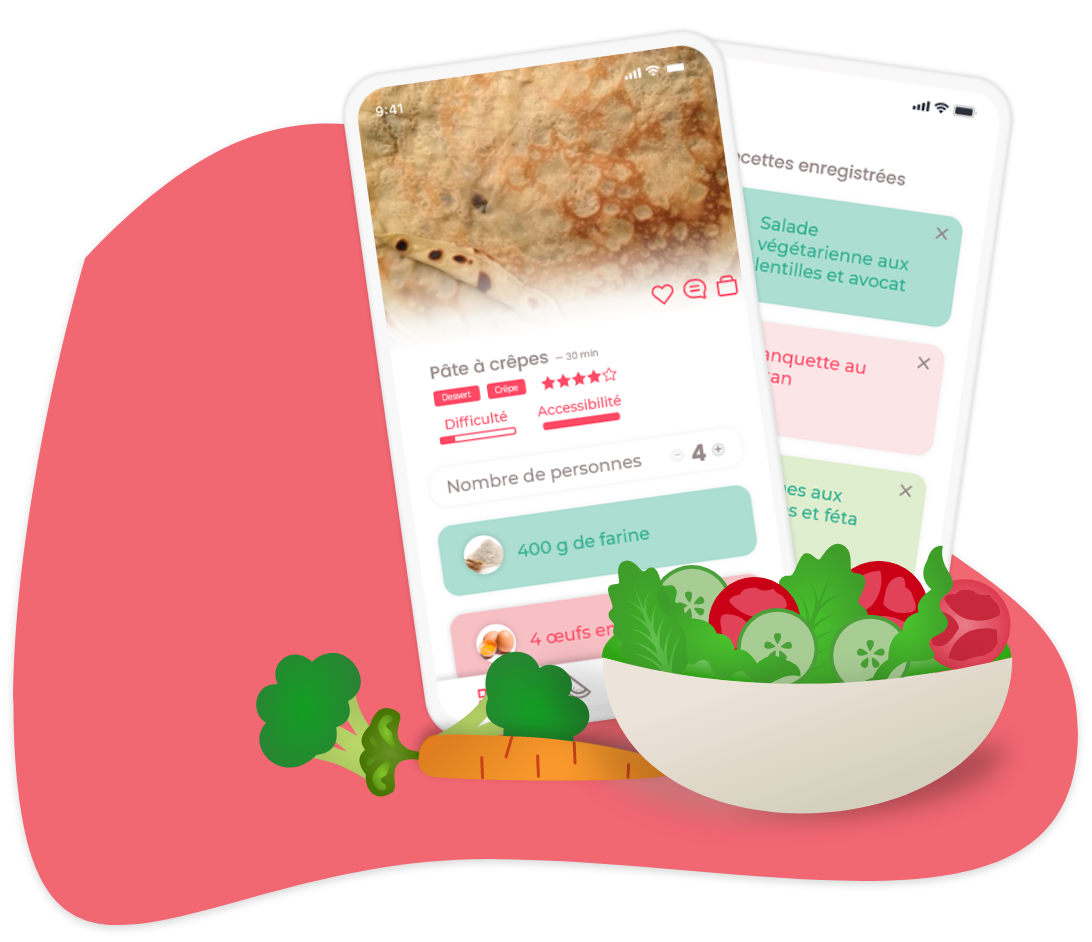 9:41
Pâte à crêpes – 30 min
Dessert Crêpe
Difficulté Accessibilité
Nombre de personnes 4
400 g de farine
4 œufs en
ecettes enregistrées
Salade
végétarienne aux
lentilles et avocat
anquette au
an
nes aux
s et féta